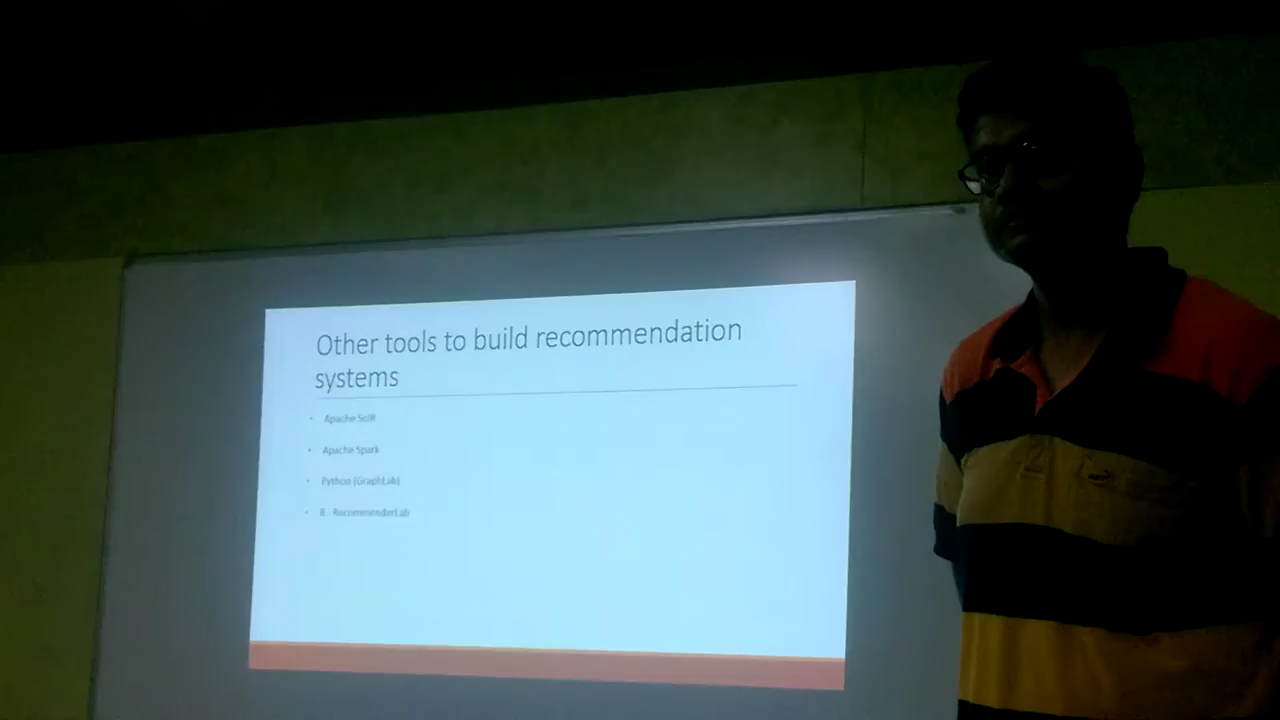 Other tools to build recommendation
systems
• Apache SolR
• Apache Spark
• Python (GraphLab)
• R - RecommenderLab